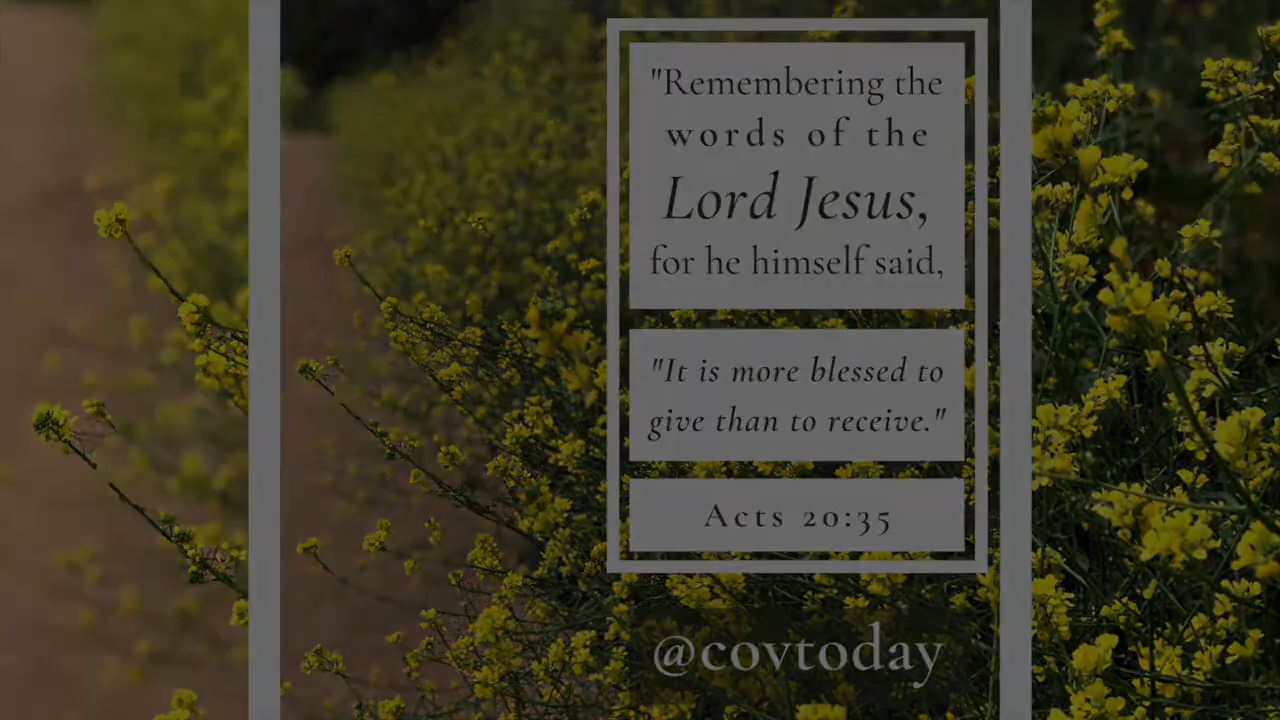 "Remembering the
words of the
Lord Jesus,
for he himself said,
"It is more blessed to
give than to receive."
Acts 20:35
@covtoday